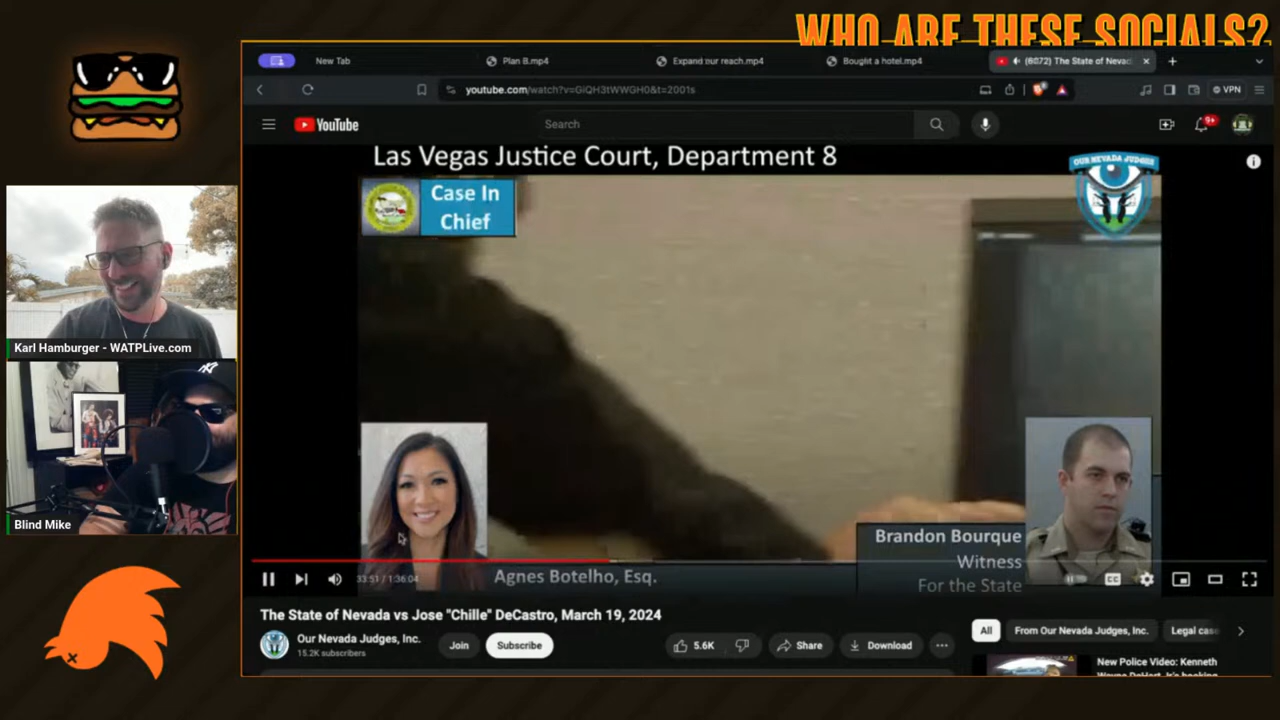 WHO ARE THESE SOCIALS?
New Tab
Plan B.mp4
Expand our reach.mp4
Bought a hotel.mp4
The State of Nevad
youtube.com/watch?v=GiQH3tWWGH0&t=2001s
VPN
YouTube
Search
9+
Las Vegas Justice Court, Department 8
OUR NEVADA JUDGES
Case In
Chief
Karl Hamburger - WATPLive.com
Blind Mike
Brandon Bourque
Witness
For the State
Agnes Botelho, Esq.
33:51 / 1:36:04
CC
The State of Nevada vs Jose "Chille" DeCastro, March 19, 2024
Our Nevada Judges, Inc.
15.2K subscribers
Join
Subscribe
5.6K
Share
Download
All
From Our Nevada Judges, Inc.
Legal case
New Police Video: Kenneth